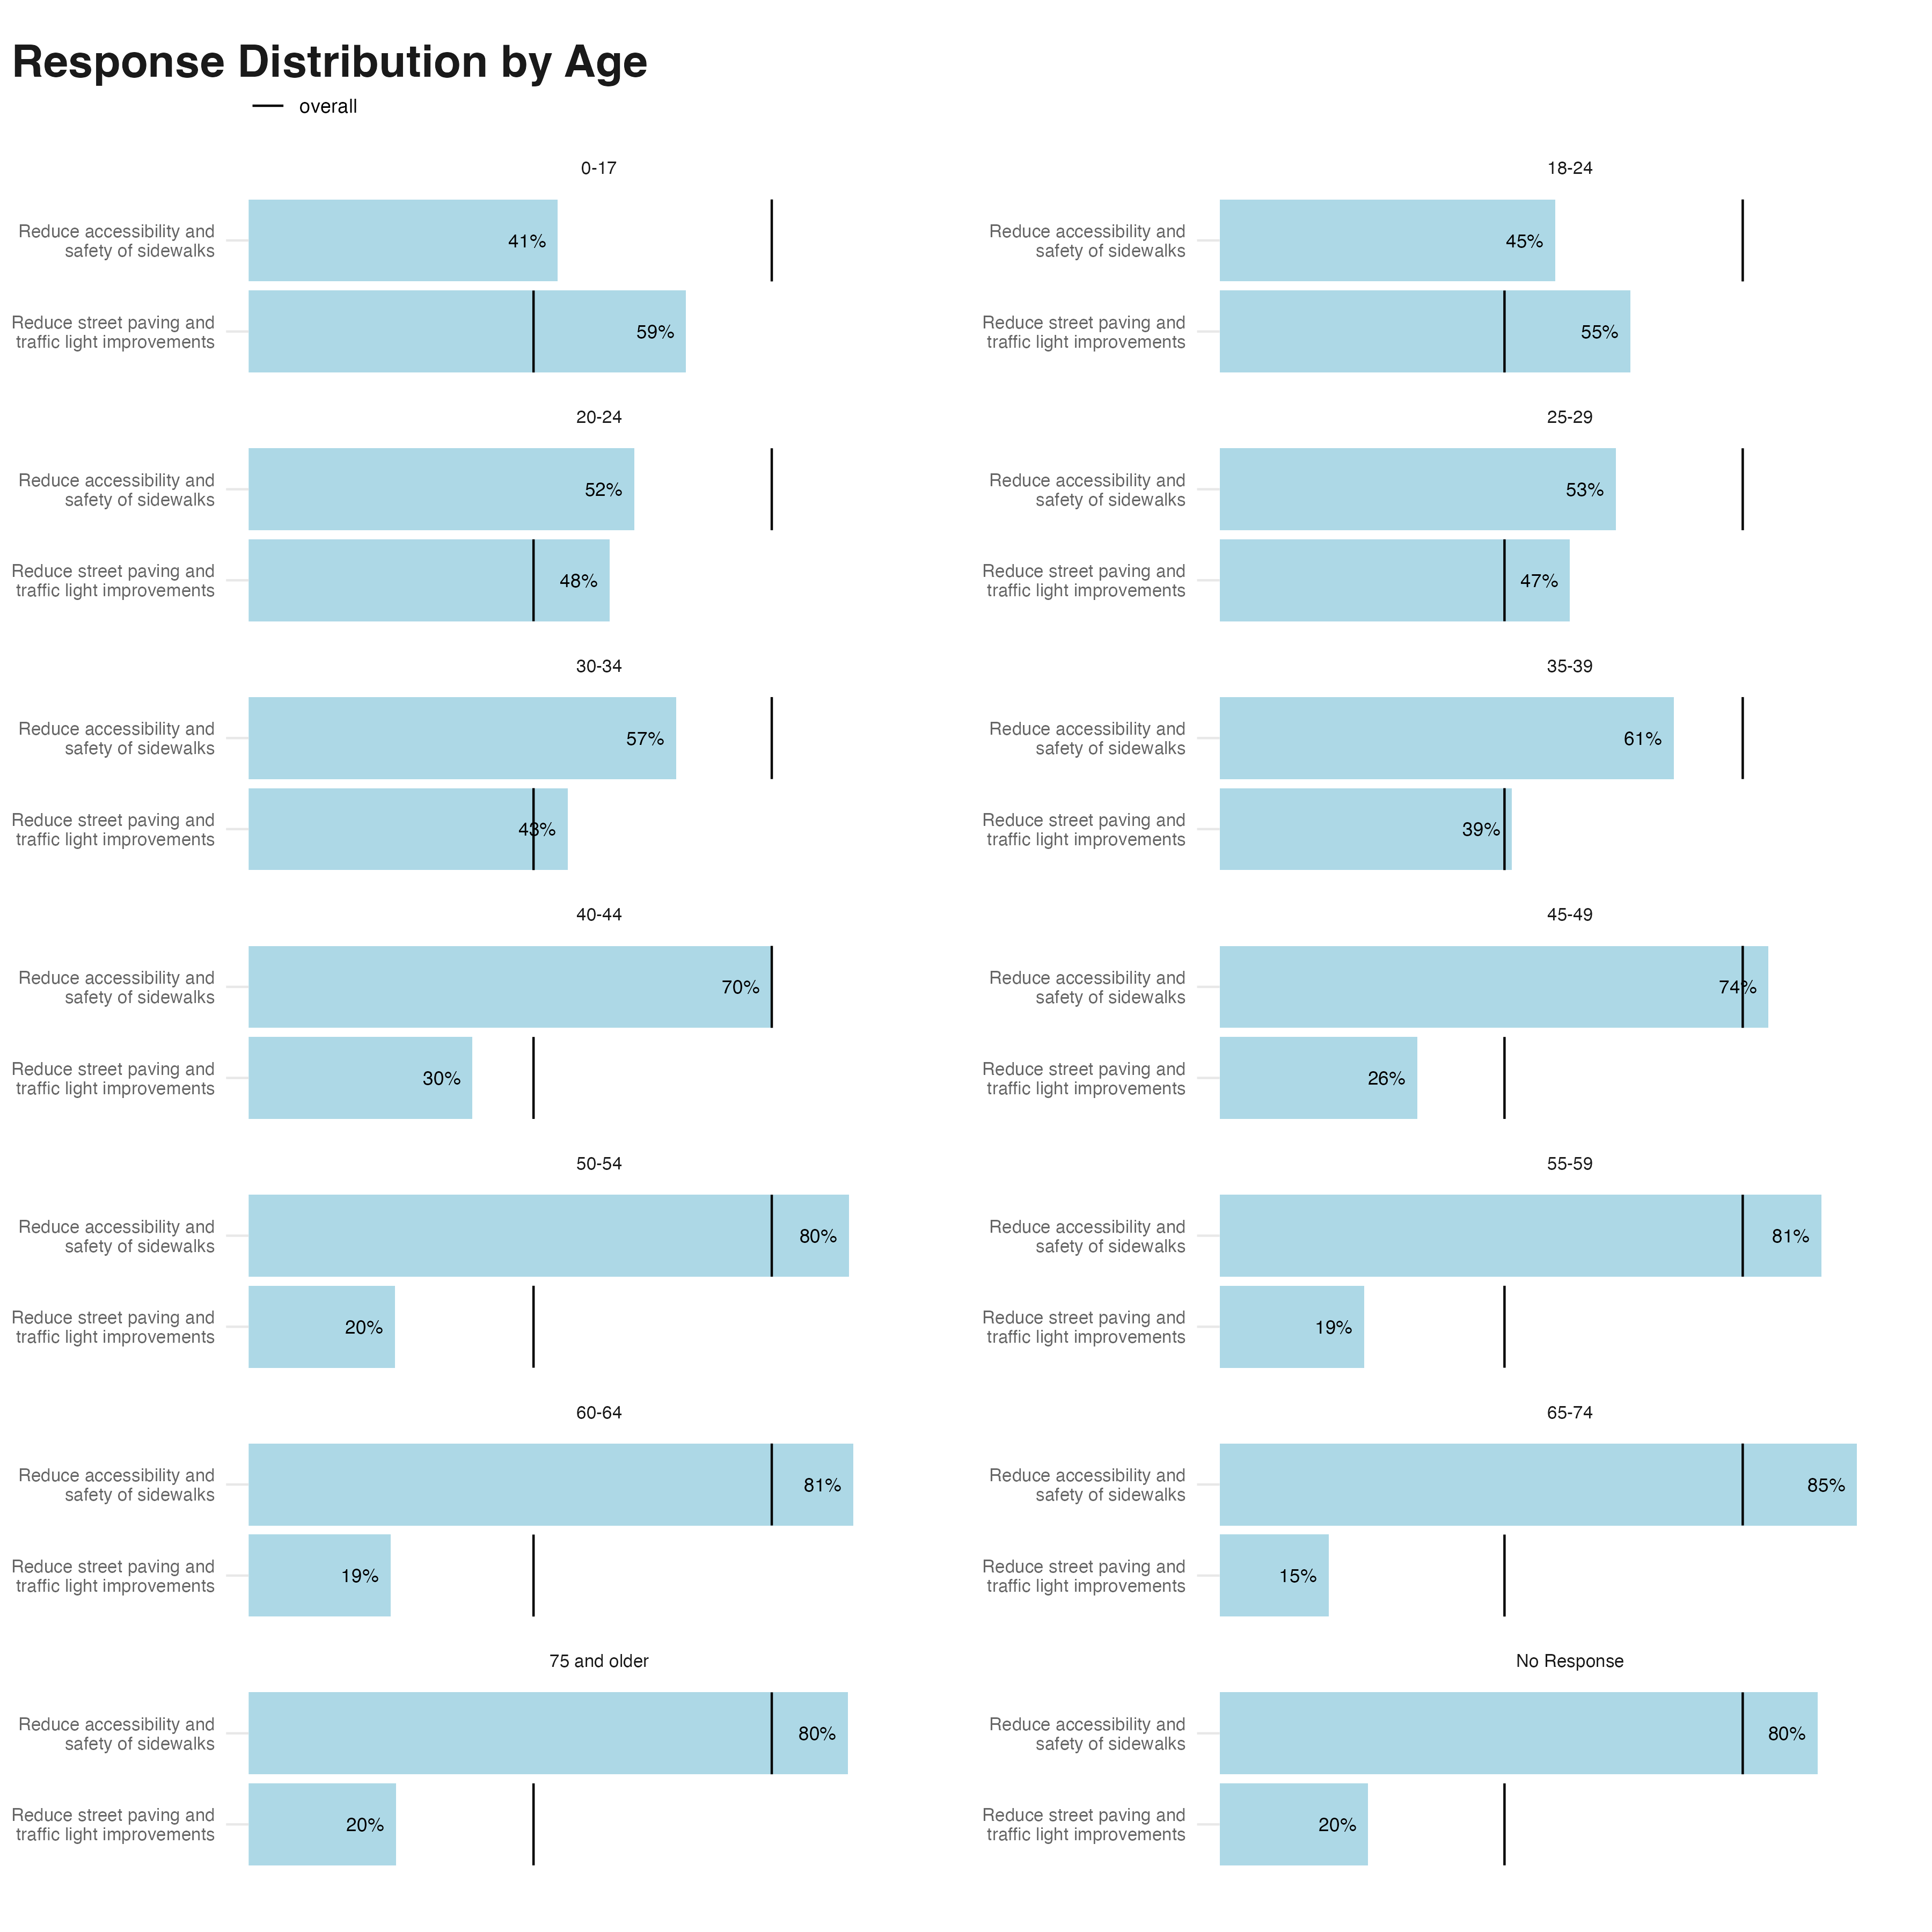 Response Distribution by Age
overall
0-17
Reduce accessibility and
safety of sidewalks
41%
Reduce street paving and
traffic light improvements
59%
18-24
Reduce accessibility and
safety of sidewalks
45%
Reduce street paving and
traffic light improvements
55%
20-24
Reduce accessibility and
safety of sidewalks
52%
Reduce street paving and
traffic light improvements
48%
25-29
Reduce accessibility and
safety of sidewalks
53%
Reduce street paving and
traffic light improvements
47%
30-34
Reduce accessibility and
safety of sidewalks
57%
Reduce street paving and
traffic light improvements
43%
35-39
Reduce accessibility and
safety of sidewalks
61%
Reduce street paving and
traffic light improvements
39%
40-44
Reduce accessibility and
safety of sidewalks
70%
Reduce street paving and
traffic light improvements
30%
45-49
Reduce accessibility and
safety of sidewalks
74%
Reduce street paving and
traffic light improvements
26%
50-54
Reduce accessibility and
safety of sidewalks
80%
Reduce street paving and
traffic light improvements
20%
55-59
Reduce accessibility and
safety of sidewalks
81%
Reduce street paving and
traffic light improvements
19%
60-64
Reduce accessibility and
safety of sidewalks
81%
Reduce street paving and
traffic light improvements
19%
65-74
Reduce accessibility and
safety of sidewalks
85%
Reduce street paving and
traffic light improvements
15%
75 and older
Reduce accessibility and
safety of sidewalks
80%
Reduce street paving and
traffic light improvements
20%
No Response
Reduce accessibility and
safety of sidewalks
80%
Reduce street paving and
traffic light improvements
20%